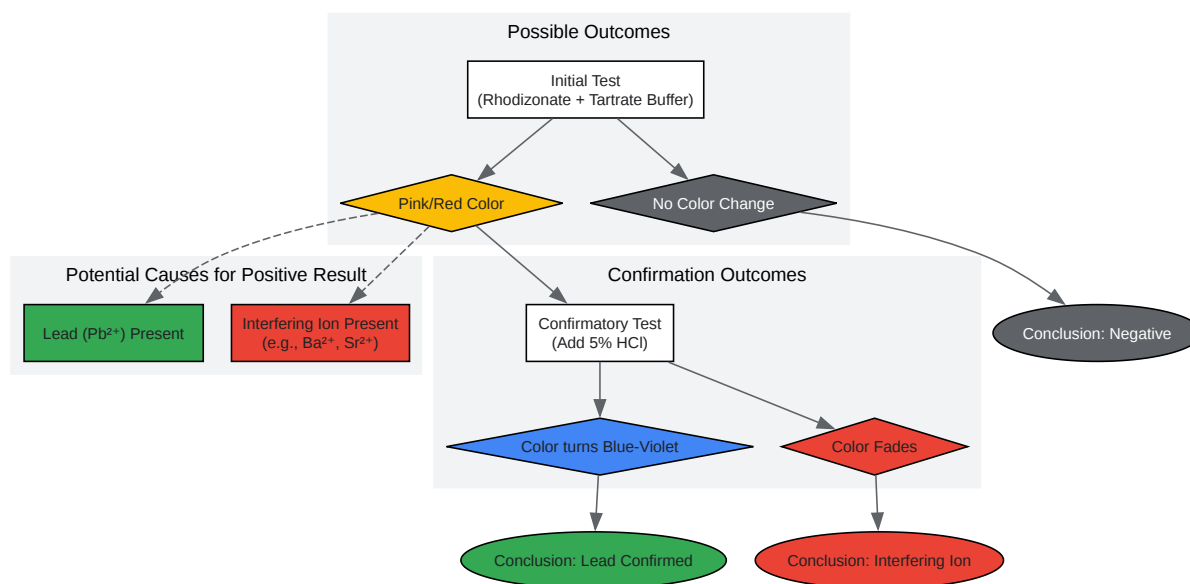 Possible Outcomes
Initial Test
(Rhodizonate + Tartrate Buffer)
Pink/Red Color
No Color Change
Potential Causes for Positive Result
Confirmation Outcomes
Lead (Pb²⁺) Present
Interfering Ion Present
(e.g., Ba²⁺, Sr²⁺)
Confirmatory Test
(Add 5% HCl)
Conclusion: Negative
Color turns Blue-Violet
Color Fades
Conclusion: Lead Confirmed
Conclusion: Interfering Ion